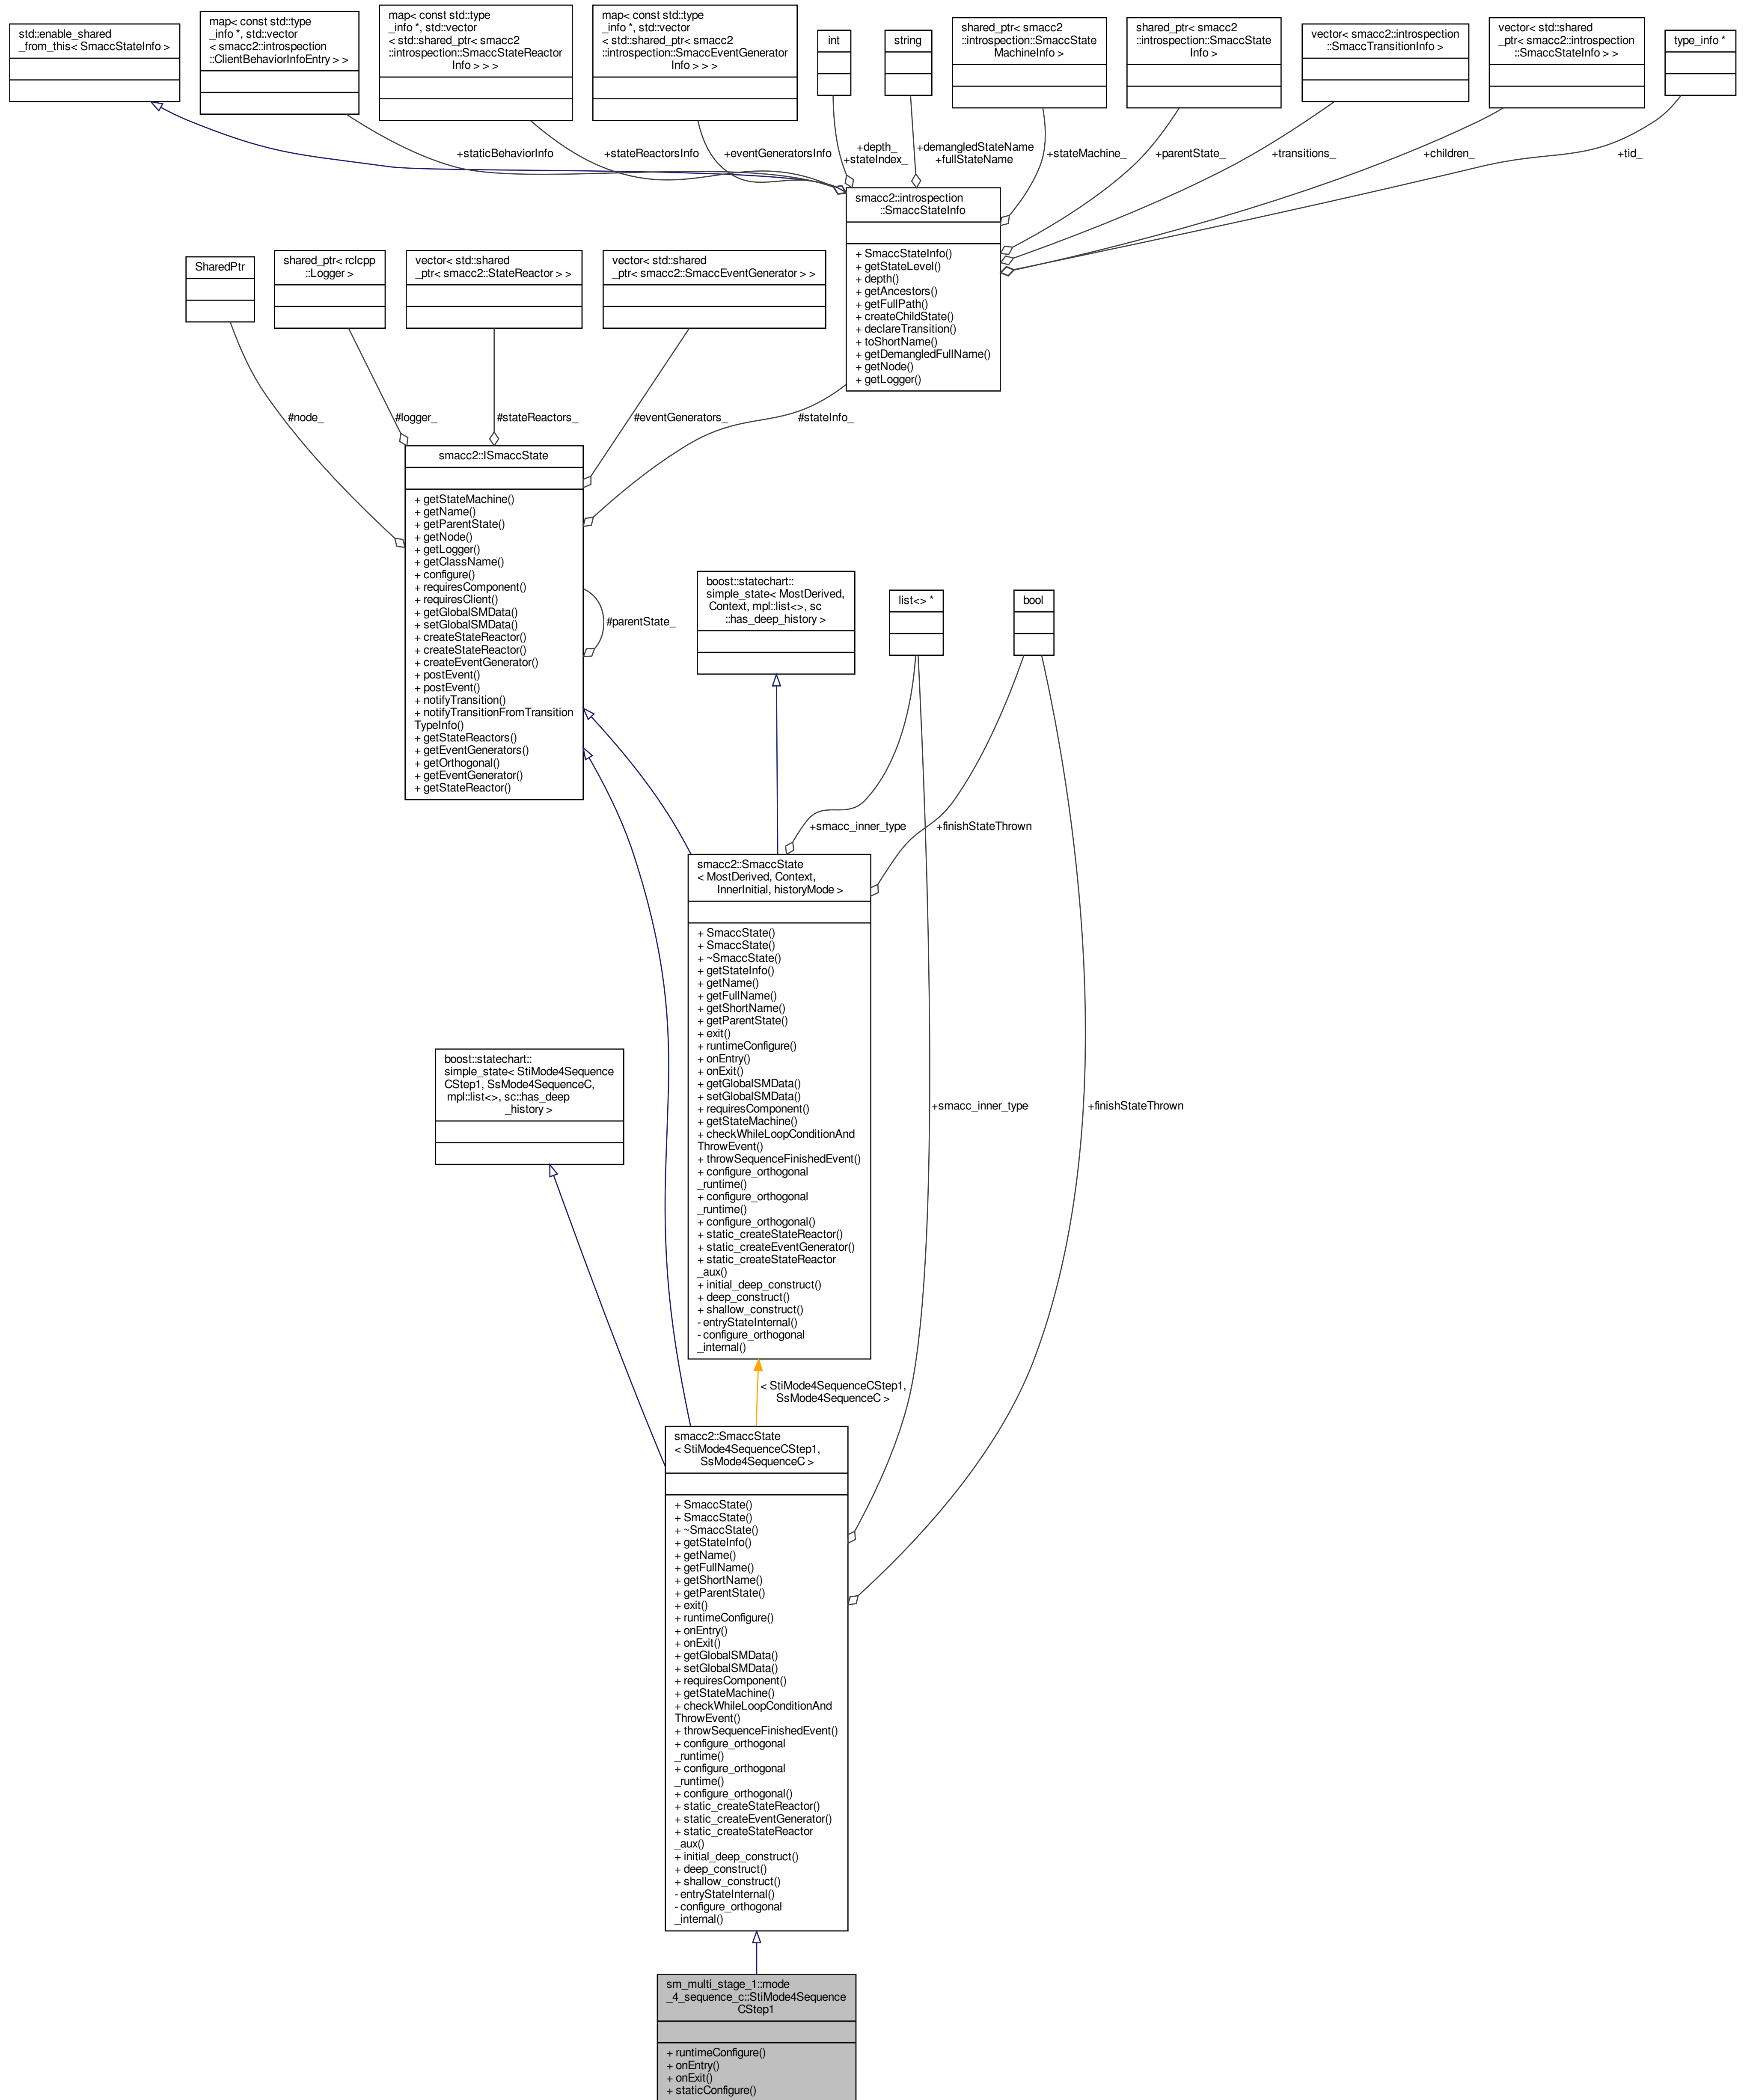 std::enable_shared
_from_this< SmaccStateInfo >
map< const std::type
_info *, std::vector
< smacc2::introspection
::ClientBehaviorInfoEntry > >
map< const std::type
_info *, std::vector
< std::shared_ptr< smacc2
::introspection::SmaccStateReactor
Info > > >
map< const std::type
_info *, std::vector
< std::shared_ptr< smacc2
::introspection::SmaccEventGenerator
Info > > >
int
string
shared_ptr< smacc2
::introspection::SmaccState
MachineInfo >
shared_ptr< smacc2
::introspection::SmaccState
Info >
vector< smacc2::introspection
::SmaccTransitionInfo >
vector< std::shared
_ptr< smacc2::introspection
::SmaccStateInfo > >
type_info *
+staticBehaviorInfo
+stateReactorsInfo
+eventGeneratorsInfo
+depth_
+stateIndex_
+demangledStateName
+fullStateName
+stateMachine_
+parentState_
+transitions_
+children_
+tid_
smacc2::introspection
::SmaccStateInfo
+ SmaccStateInfo()
+ getStateLevel()
+ depth()
+ getAncestors()
+ getFullPath()
+ createChildState()
+ declareTransition()
+ toShortName()
+ getDemangledFullName()
+ getNode()
+ getLogger()
SharedPtr
shared_ptr< rclcpp
::Logger >
vector< std::shared
_ptr< smacc2::StateReactor > >
vector< std::shared
_ptr< smacc2::SmaccEventGenerator > >
#node_
#logger_
#stateReactors_
#eventGenerators_
#stateInfo_
smacc2::ISmaccState
+ getStateMachine()
+ getName()
+ getParentState()
+ getNode()
+ getLogger()
+ getClassName()
+ configure()
+ requiresComponent()
+ requiresClient()
+ getGlobalSMData()
+ setGlobalSMData()
+ createStateReactor()
+ createStateReactor()
+ createEventGenerator()
+ postEvent()
+ postEvent()
+ notifyTransition()
+ notifyTransitionFromTransition
TypeInfo()
+ getStateReactors()
+ getEventGenerators()
+ getOrthogonal()
+ getEventGenerator()
+ getStateReactor()
#parentState_
boost::statechart::
simple_state< MostDerived,
Context, mpl::list<>, sc
::has_deep_history >
list<> *
bool
+smacc_inner_type
+finishStateThrown
smacc2::SmaccState
< MostDerived, Context,
InnerInitial, historyMode >
+ SmaccState()
+ SmaccState()
+ ~SmaccState()
+ getStateInfo()
+ getName()
+ getFullName()
+ getShortName()
+ getParentState()
+ exit()
+ runtimeConfigure()
+ onEntry()
+ onExit()
+ getGlobalSMData()
+ setGlobalSMData()
+ requiresComponent()
+ getStateMachine()
+ checkWhileLoopConditionAnd
ThrowEvent()
+ throwSequenceFinishedEvent()
+ configure_orthogonal
_runtime()
+ configure_orthogonal
_runtime()
+ configure_orthogonal()
+ static_createStateReactor()
+ static_createEventGenerator()
+ static_createStateReactor
_aux()
+ initial_deep_construct()
+ deep_construct()
+ shallow_construct()
- entryStateInternal()
- configure_orthogonal
_internal()
boost::statechart::
simple_state< StiMode4Sequence
CStep1, SsMode4SequenceC,
mpl::list<>, sc::has_deep
_history >
+smacc_inner_type
+finishStateThrown
< StiMode4SequenceCStep1,
SsMode4SequenceC >
smacc2::SmaccState
< StiMode4SequenceCStep1,
SsMode4SequenceC >
+ SmaccState()
+ SmaccState()
+ ~SmaccState()
+ getStateInfo()
+ getName()
+ getFullName()
+ getShortName()
+ getParentState()
+ exit()
+ runtimeConfigure()
+ onEntry()
+ onExit()
+ getGlobalSMData()
+ setGlobalSMData()
+ requiresComponent()
+ getStateMachine()
+ checkWhileLoopConditionAnd
ThrowEvent()
+ throwSequenceFinishedEvent()
+ configure_orthogonal
_runtime()
+ configure_orthogonal
_runtime()
+ configure_orthogonal()
+ static_createStateReactor()
+ static_createEventGenerator()
+ static_createStateReactor
_aux()
+ initial_deep_construct()
+ deep_construct()
+ shallow_construct()
- entryStateInternal()
- configure_orthogonal
_internal()
sm_multi_stage_1::mode
_4_sequence_c::StiMode4Sequence
CStep1
+ runtimeConfigure()
+ onEntry()
+ onExit()
+ staticConfigure()